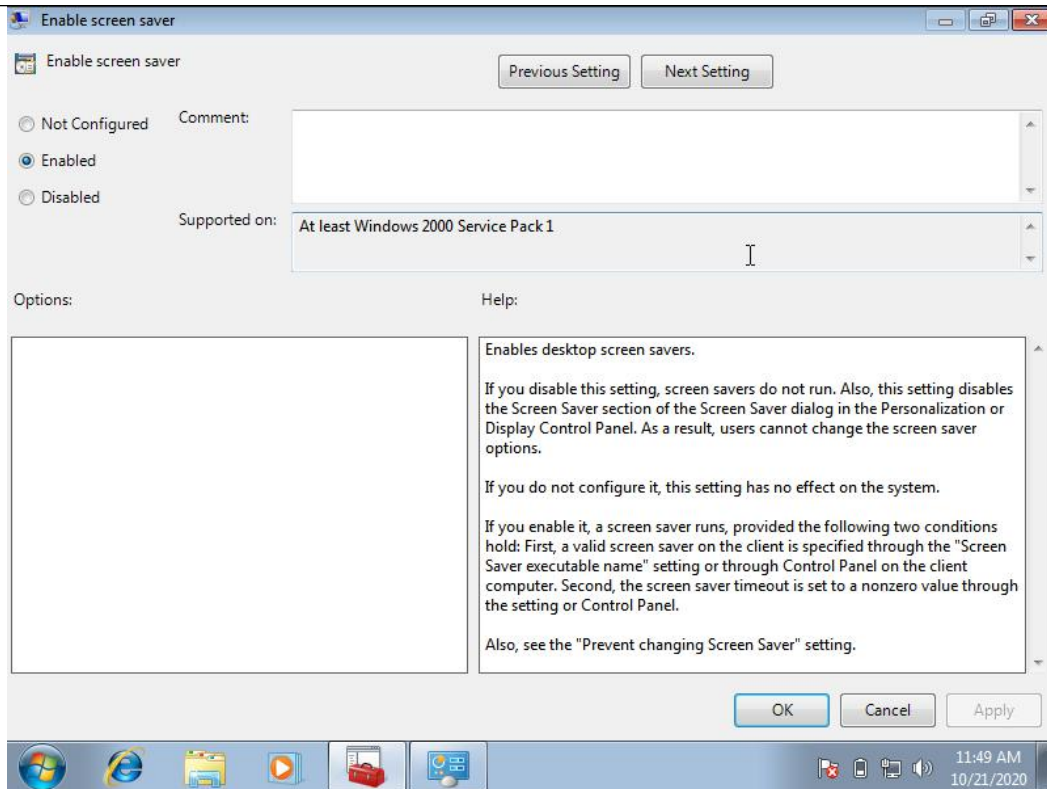 Enable screen saver
Enable screen saver
Previous Setting
Next Setting
Not Configured
Comment:
Enabled
Disabled
Supported on:
At least Windows 2000 Service Pack 1
Options:
Help:
Enables desktop screen savers.
If you disable this setting, screen savers do not run. Also, this setting disables
the Screen Saver section of the Screen Saver dialog in the Personalization or
Display Control Panel. As a result, users cannot change the screen saver
options.
If you do not configure it, this setting has no effect on the system.
If you enable it, a screen saver runs, provided the following two conditions
hold: First, a valid screen saver on the client is specified through the "Screen
Saver executable name" setting or through Control Panel on the client
computer. Second, the screen saver timeout is set to a nonzero value through
the setting or Control Panel.
Also, see the "Prevent changing Screen Saver" setting.
OK
Cancel
Apply
11:49 AM
10/21/2020